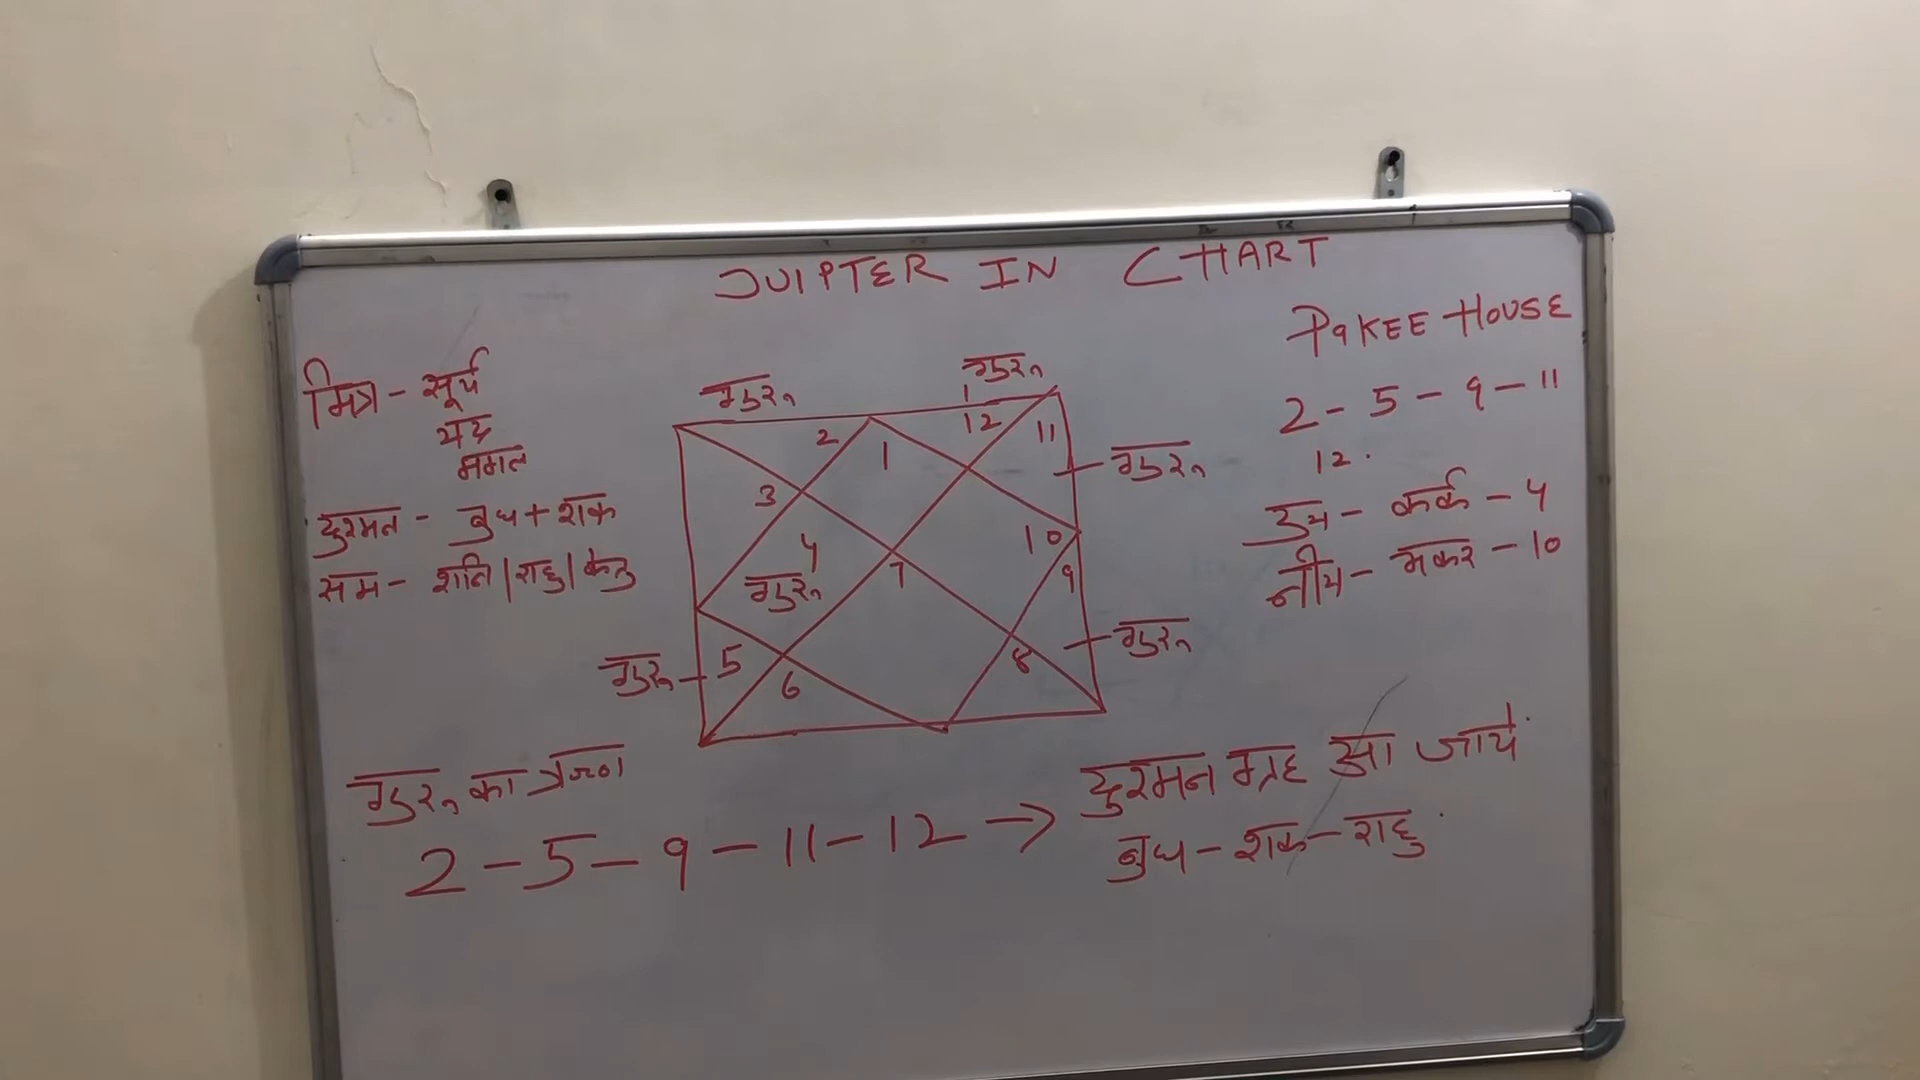 JUIPTER IN CHART
PaKEE HOUSE
2 - 5 - 9 - 11
12.
उच - कर्क - 4
नीच - मकर - 10
मित्र - सूर्य
चंद्र
मंगल
दुश्मन - बुध + शुक्र
सम - शनि | राहु | केतु
गुरु
गुरु
2
1
12
11
गुरु
3
4
गुरु
7
10
9
गुरु
5
6
8
गुरु
गुरु का
2 - 5 - 9 - 11 - 12 →
दुश्मन ग्रह आ जाये
बुध - शुक्र - राहु